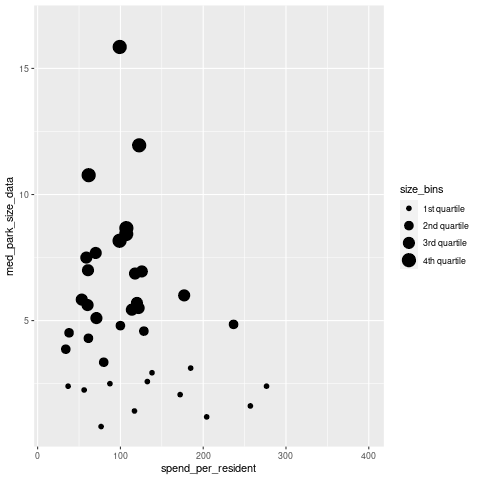 15
10
5
0
100
200
300
400
med_park_size_data
spend_per_resident
size_bins
1st quartile
2nd quartile
3rd quartile
4th quartile